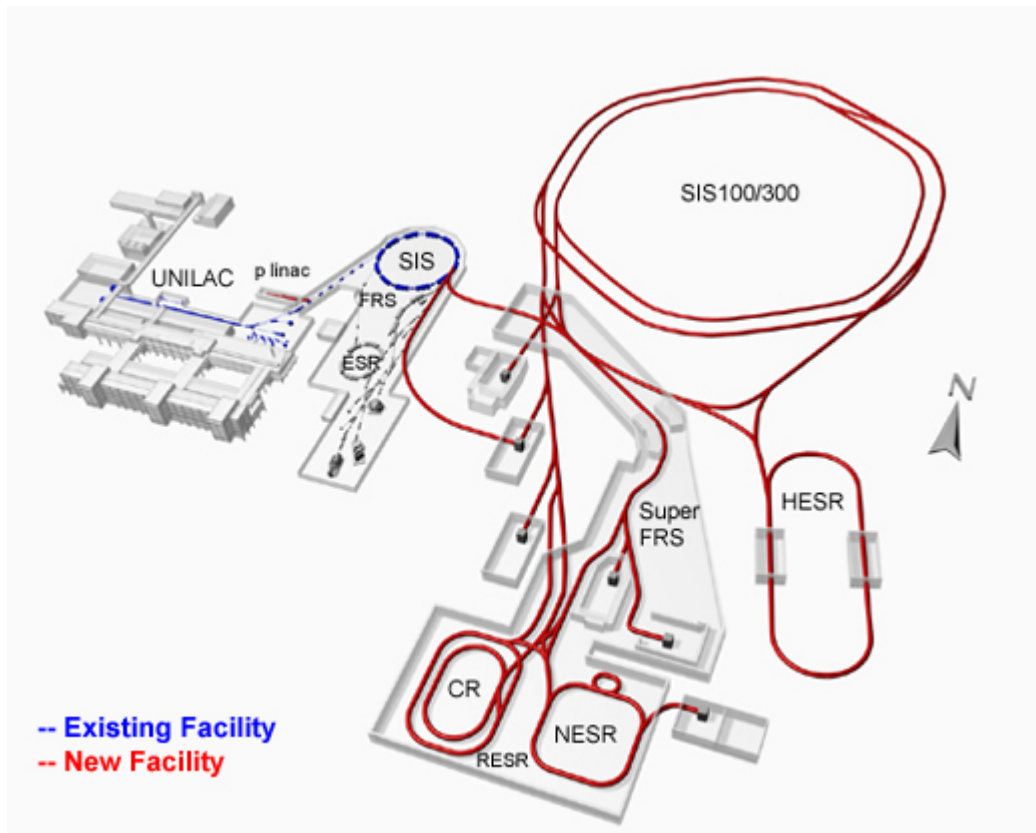 SIS100/300
SIS
UNILAC
p linac
FRS
ESR
N
HESR
Super
FRS
CR
NESR
RESR
-- Existing Facility
-- New Facility